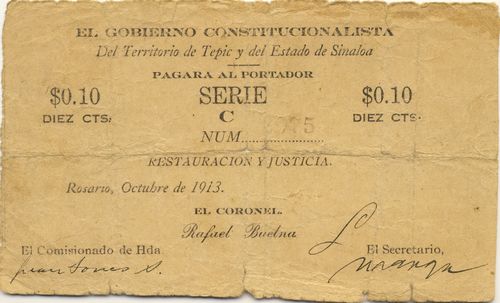 EL GOBIERNO CONSTITUCIONALISTA
Del Territorio de Tepic y del Estado de Sinaloa
PAGARA AL PORTADOR
$0.10 SERIE $0.10
DIEZ CTS. C DIEZ CTS.
NUM....................
RESTAURACION Y JUSTICIA.
Rosario, Octubre de 1913.
EL CORONEL.
Rafael Buelna
El Comisionado de Hda El Secretario,